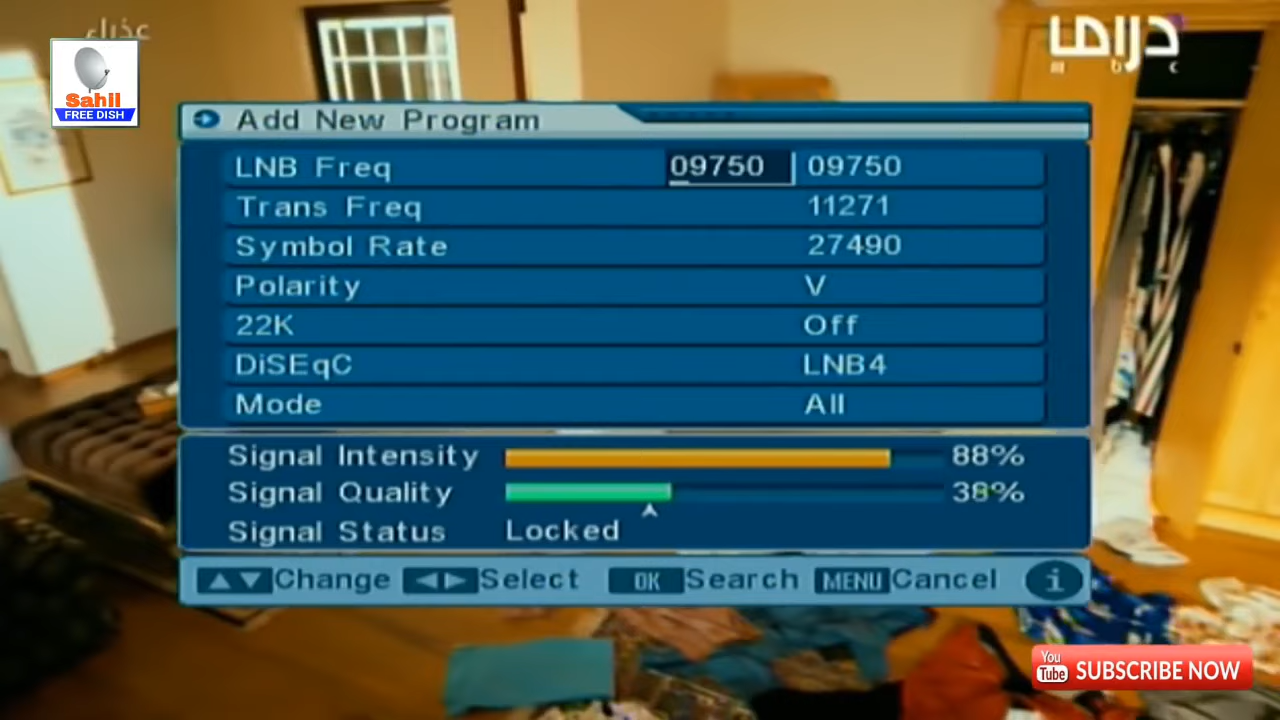 عذراء
دراما
m b c
Sahil
FREE DISH
Add New Program
LNB Freq 09750 09750
Trans Freq 11271
Symbol Rate 27490
Polarity V
22K Off
DiSEqC LNB4
Mode All
Signal Intensity 88%
Signal Quality 38%
Signal Status Locked
Change Select OK Search MENU Cancel i
You Tube SUBSCRIBE NOW